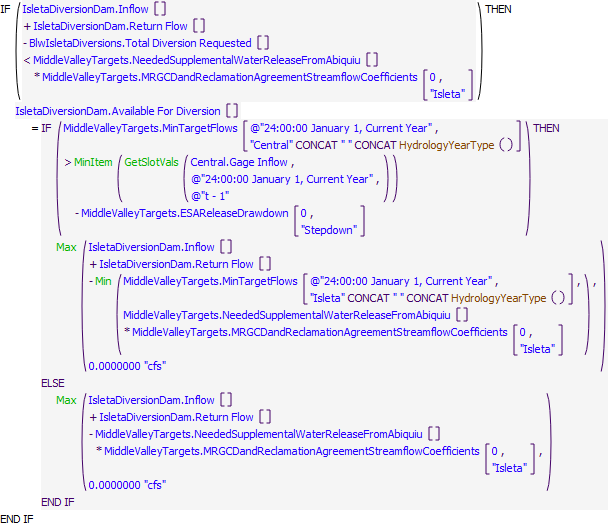 IF ( IsletaDiversionDam.Inflow [] ) THEN
+ IsletaDiversionDam.Return Flow []
- BlwIsletaDiversions.Total Diversion Requested []
< MiddleValleyTargets.NeededSupplementalWaterReleaseFromAbiquiu []
* MiddleValleyTargets.MRGCDandReclamationAgreementStreamflowCoefficients [ 0 ,
"Isleta" ]
IsletaDiversionDam.Available For Diversion []
= IF ( MiddleValleyTargets.MinTargetFlows [ @"24:00:00 January 1, Current Year" , ) THEN
"Central" CONCAT " " CONCAT HydrologyYearType () ]
> MinItem ( GetSlotVals ( Central.Gage Inflow ,
@"24:00:00 January 1, Current Year" ,
@"t - 1" ) )
- MiddleValleyTargets.ESAReleaseDrawdown [ 0 ,
"Stepdown" ]
Max ( IsletaDiversionDam.Inflow []
+ IsletaDiversionDam.Return Flow []
- Min ( MiddleValleyTargets.MinTargetFlows [ @"24:00:00 January 1, Current Year" , ] , ) ,
"Isleta" CONCAT " " CONCAT HydrologyYearType ()
MiddleValleyTargets.NeededSupplementalWaterReleaseFromAbiquiu []
* MiddleValleyTargets.MRGCDandReclamationAgreementStreamflowCoefficients [ 0 ,
"Isleta" ]
0.0000000 "cfs" )
ELSE
Max ( IsletaDiversionDam.Inflow []
+ IsletaDiversionDam.Return Flow []
- MiddleValleyTargets.NeededSupplementalWaterReleaseFromAbiquiu []
* MiddleValleyTargets.MRGCDandReclamationAgreementStreamflowCoefficients [ 0 , ] ,
"Isleta"
0.0000000 "cfs" )
END IF
END IF